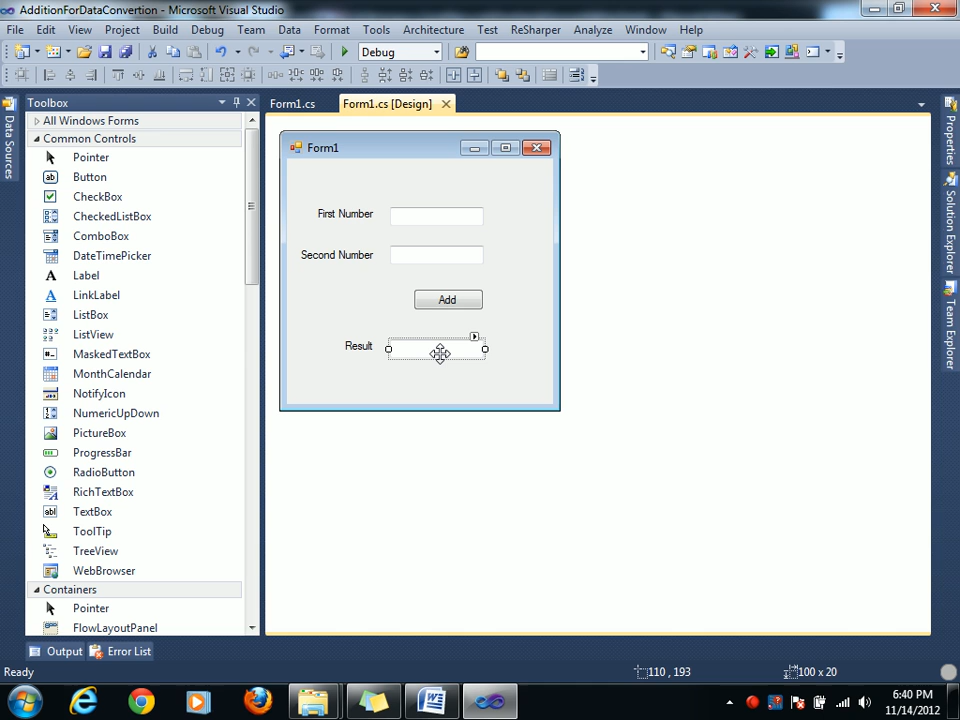 AdditionForDataConvertion - Microsoft Visual Studio
File Edit View Project Build Debug Team Data Format Tools Architecture Test ReSharper Analyze Window Help
Debug
Data Sources
Toolbox
All Windows Forms
Common Controls
Pointer
Button
CheckBox
CheckedListBox
ComboBox
DateTimePicker
Label
LinkLabel
ListBox
ListView
MaskedTextBox
MonthCalendar
NotifyIcon
NumericUpDown
PictureBox
ProgressBar
RadioButton
RichTextBox
TextBox
ToolTip
TreeView
WebBrowser
Containers
Pointer
FlowLayoutPanel
Form1.cs Form1.cs [Design]
Form1
First Number
Second Number
Add
Result
Properties
Solution Explorer
Team Explorer
Output Error List
Ready 110 , 193 100 x 20
6:40 PM
11/14/2012